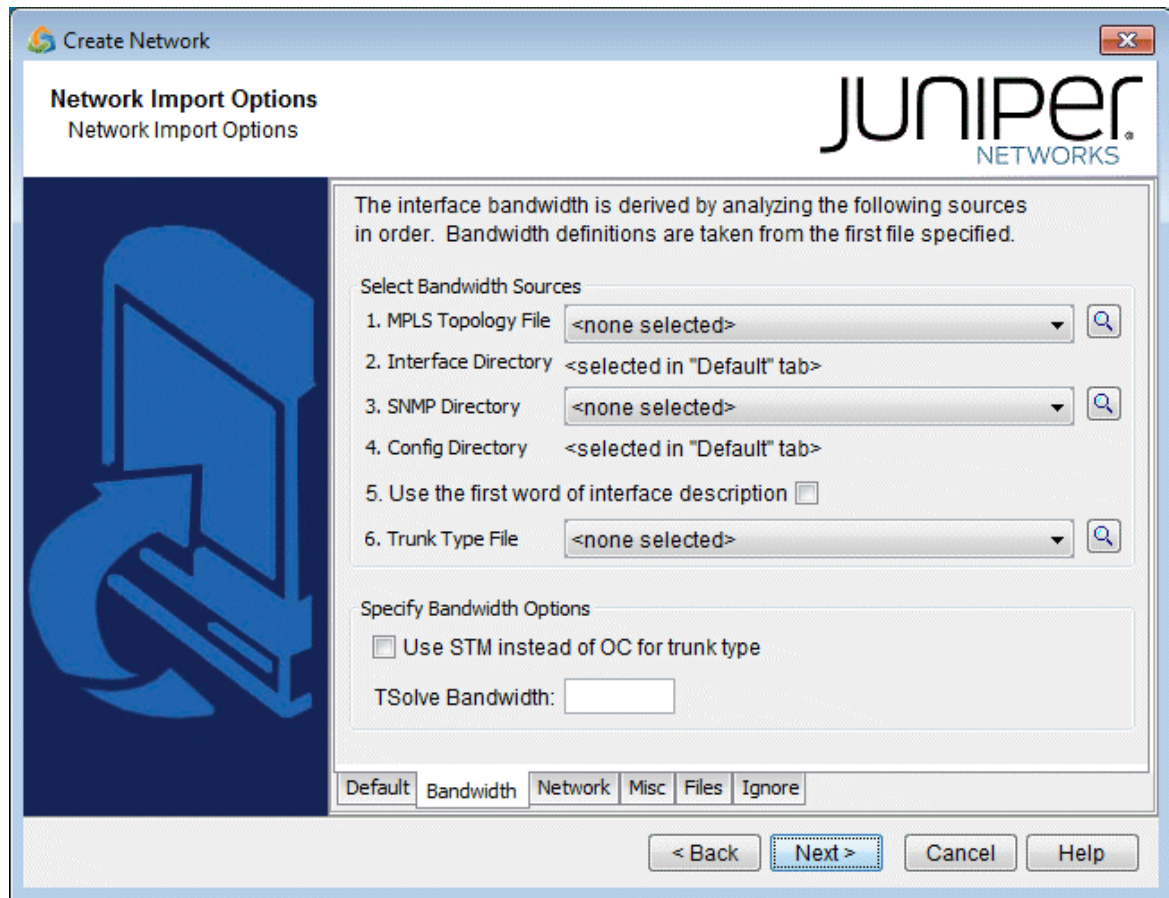 Create Network
Network Import Options
Network Import Options
JUNIPER
NETWORKS
The interface bandwidth is derived by analyzing the following sources
in order. Bandwidth definitions are taken from the first file specified.
Select Bandwidth Sources
1. MPLS Topology File <none selected>
2. Interface Directory <selected in "Default" tab>
3. SNMP Directory <none selected>
4. Config Directory <selected in "Default" tab>
5. Use the first word of interface description
6. Trunk Type File <none selected>
Specify Bandwidth Options
Use STM instead of OC for trunk type
TSolve Bandwidth:
Default Bandwidth Network Misc Files Ignore
< Back Next > Cancel Help